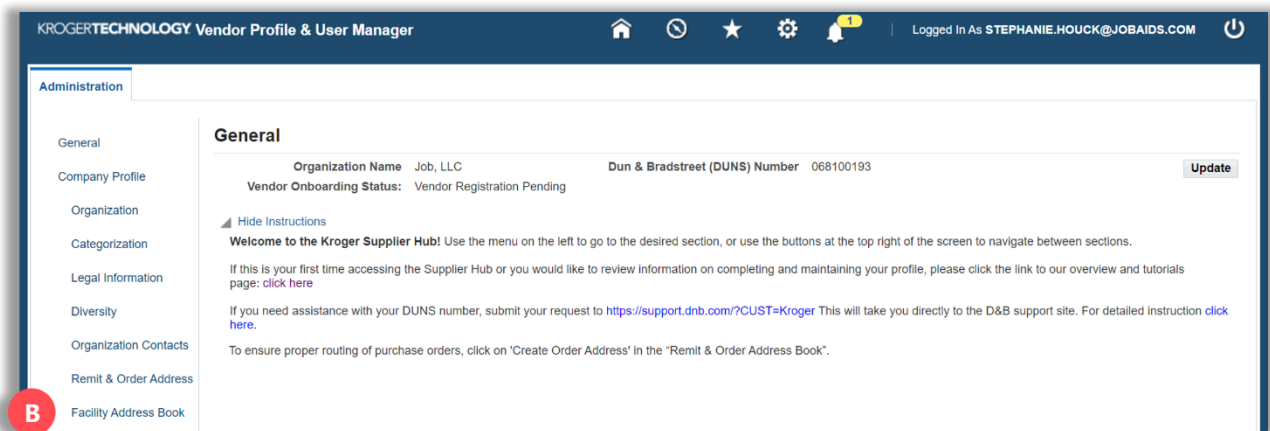 KROGERTECHNOLOGY. Vendor Profile & User Manager
1
Logged In As STEPHANIE.HOUCK@JOBAIDS.COM
Administration
General
Company Profile
Organization
Categorization
Legal Information
Diversity
Organization Contacts
Remit & Order Address
B
Facility Address Book
General
Organization Name Job, LLC
Dun & Bradstreet (DUNS) Number 068100193
Update
Vendor Onboarding Status: Vendor Registration Pending
Hide Instructions
Welcome to the Kroger Supplier Hub! Use the menu on the left to go to the desired section, or use the buttons at the top right of the screen to navigate between sections.
If this is your first time accessing the Supplier Hub or you would like to review information on completing and maintaining your profile, please click the link to our overview and tutorials
page: click here
If you need assistance with your DUNS number, submit your request to https://support.dnb.com/?CUST=Kroger This will take you directly to the D&B support site. For detailed instruction click
here.
To ensure proper routing of purchase orders, click on 'Create Order Address' in the “Remit & Order Address Book”.